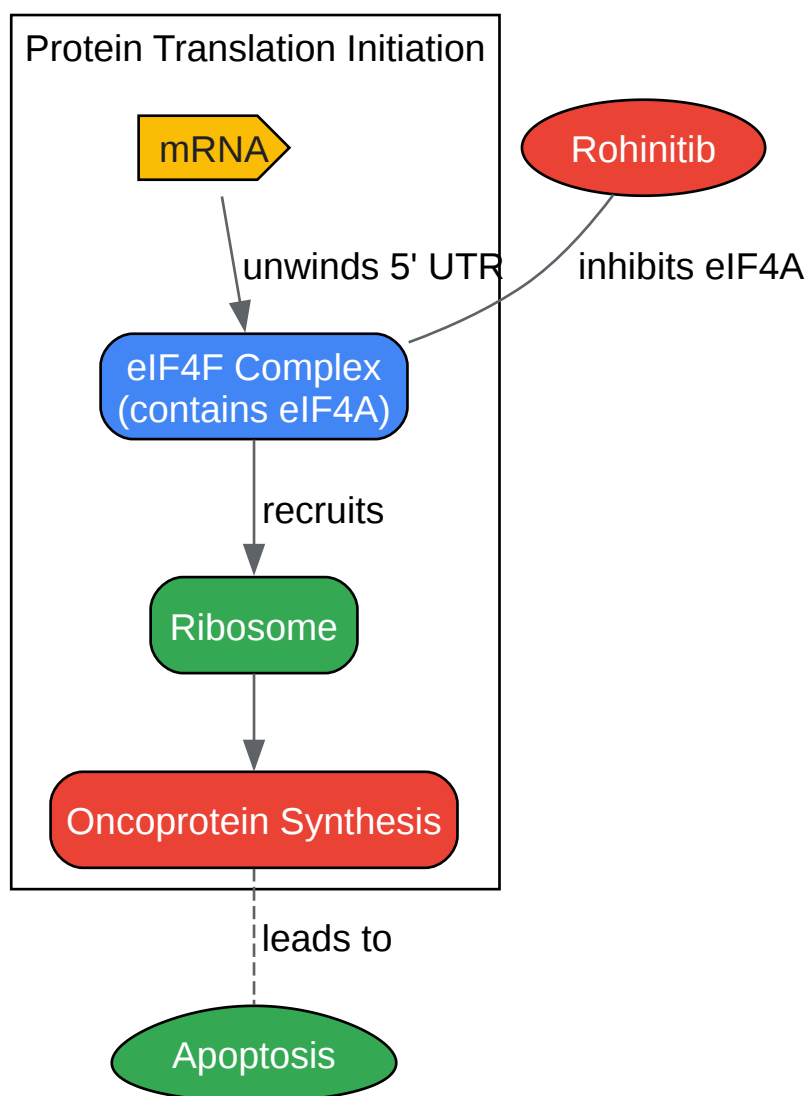 Protein Translation Initiation
mRNA
Rohinitib
unwinds 5' UTR
inhibits eIF4A
eIF4F Complex
(contains eIF4A)
recruits
Ribosome
Oncoprotein Synthesis
leads to
Apoptosis